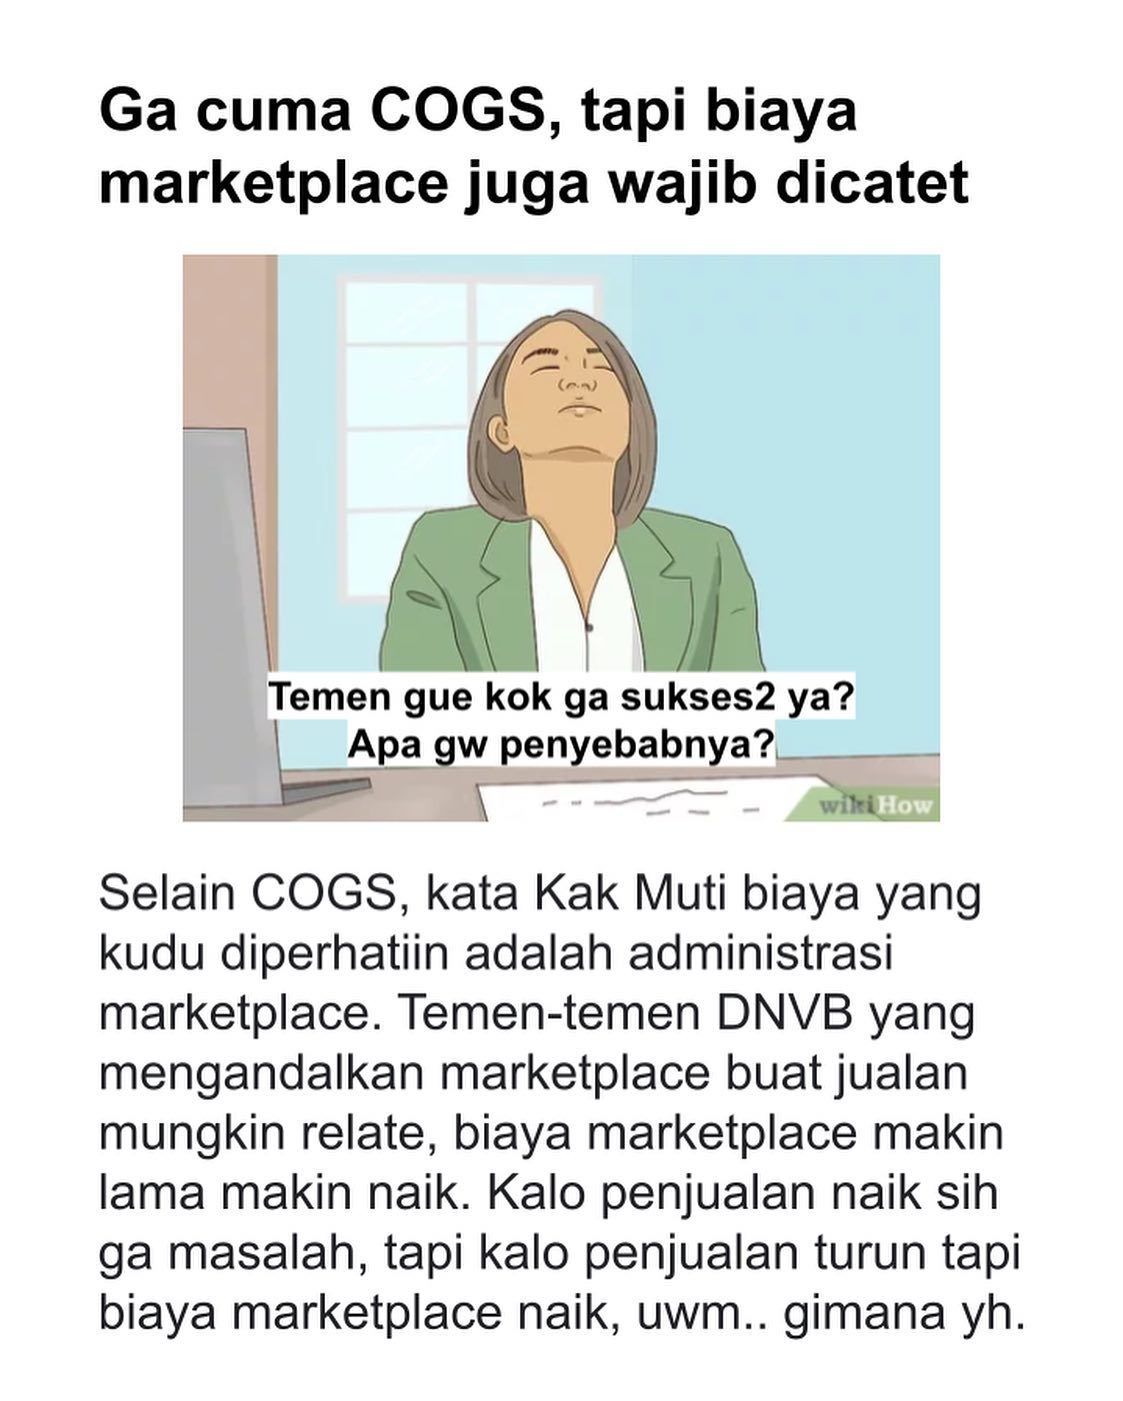 Ga cuma COGS, tapi biaya
marketplace juga wajib dicatet
Temen gue kok ga sukses2 ya?
Apa gw penyebabnya?
wikiHow
Selain COGS, kata Kak Muti biaya yang
kudu diperhatiin adalah administrasi
marketplace. Temen-temen DNVB yang
mengandalkan marketplace buat jualan
mungkin relate, biaya marketplace makin
lama makin naik. Kalo penjualan naik sih
ga masalah, tapi kalo penjualan turun tapi
biaya marketplace naik, uwm.. gimana yh.